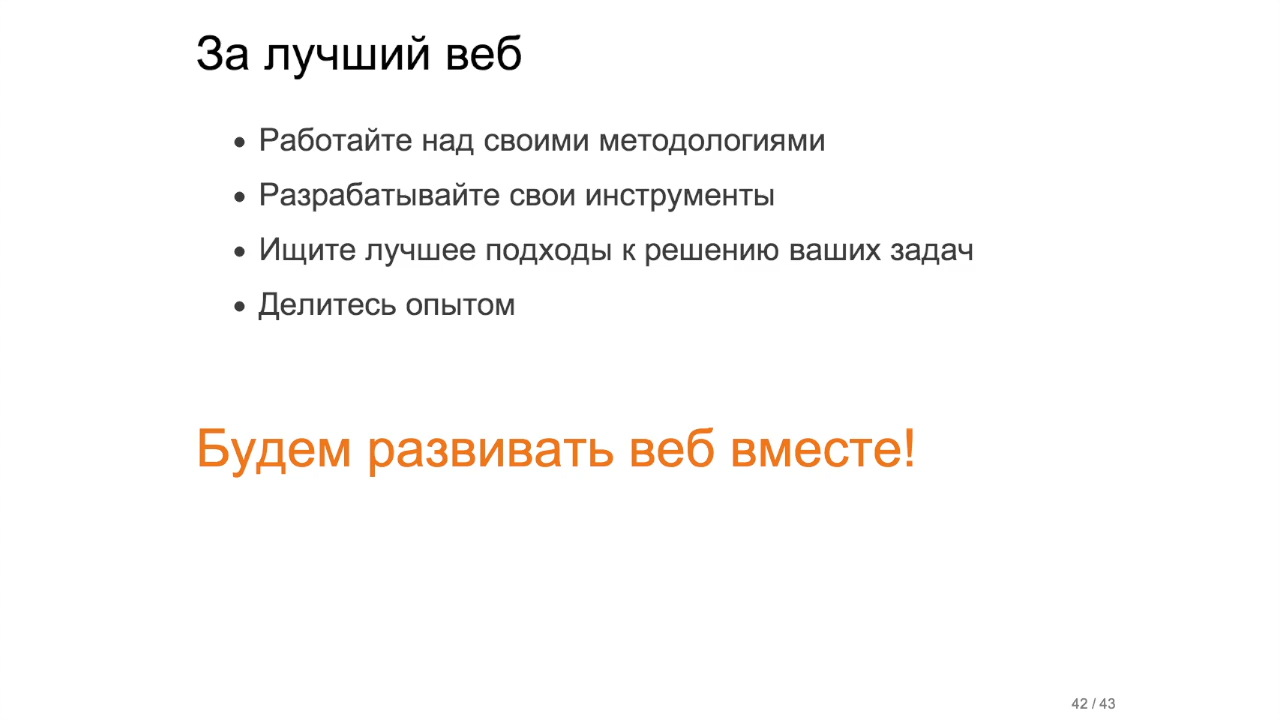 За лучший веб
• Работайте над своими методологиями
• Разрабатывайте свои инструменты
• Ищите лучшее подходы к решению ваших задач
• Делитесь опытом
Будем развивать веб вместе!
42 / 43